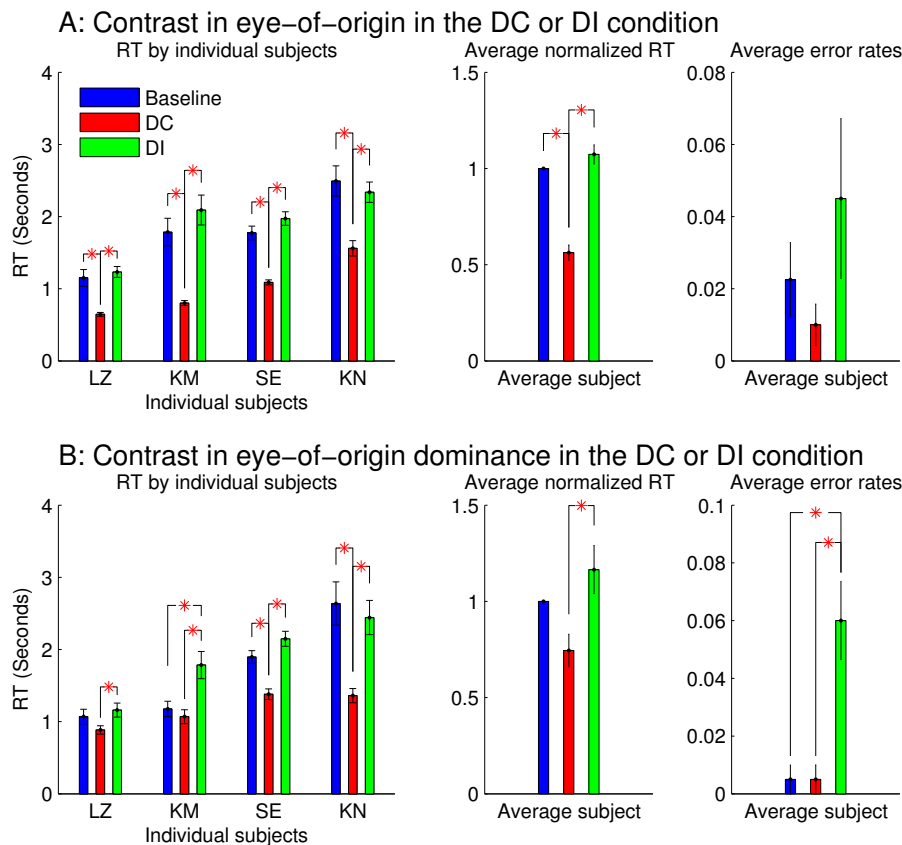 A: Contrast in eye−of−origin in the DC or DI condition
RT by individual subjects
Average normalized RT
Average error rates
4
3
2
1
0
RT (Seconds)
Baseline
DC
DI
LZ KM SE KN
Individual subjects
1.5
1
0.5
0
Average subject
0.08
0.06
0.04
0.02
0
Average subject
B: Contrast in eye−of−origin dominance in the DC or DI condition
RT by individual subjects
Average normalized RT
Average error rates
4
3
2
1
0
RT (Seconds)
LZ KM SE KN
Individual subjects
1.5
1
0.5
0
Average subject
0.1
0.08
0.06
0.04
0.02
0
Average subject